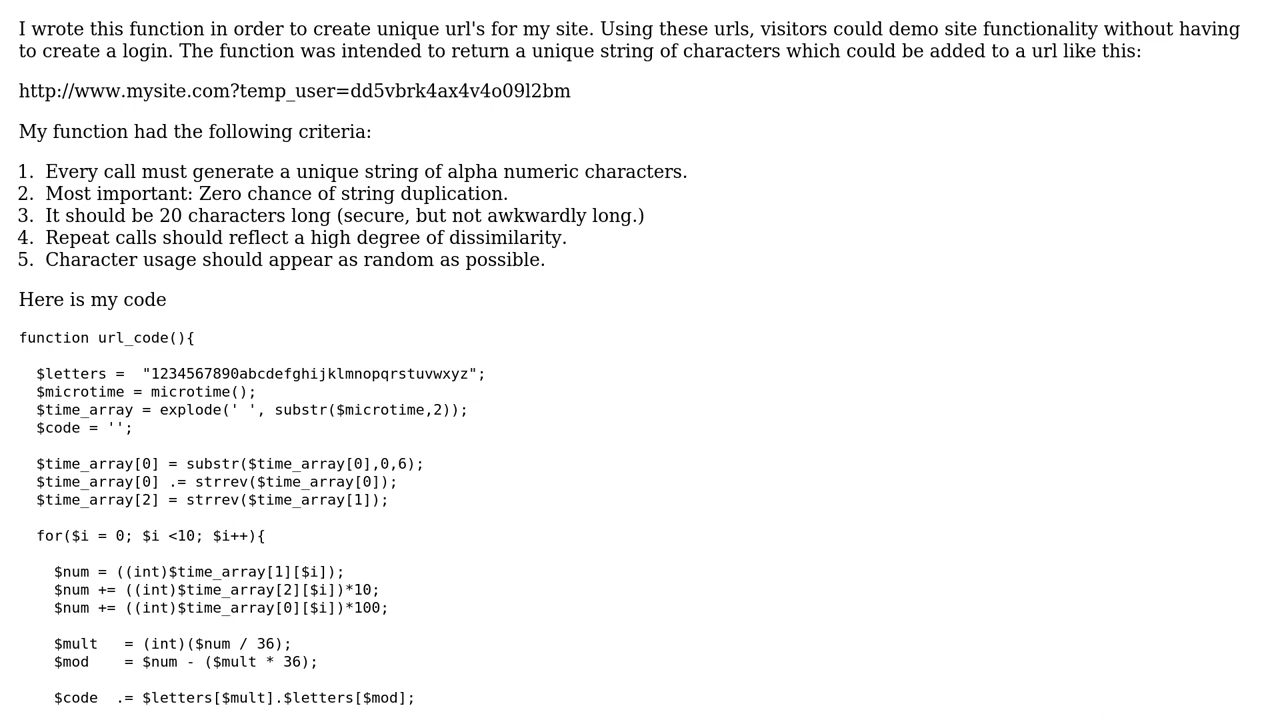 I wrote this function in order to create unique url's for my site. Using these urls, visitors could demo site functionality without having
to create a login. The function was intended to return a unique string of characters which could be added to a url like this:
http://www.mysite.com?temp_user=dd5vbrk4ax4v4o09l2bm
My function had the following criteria:
1. Every call must generate a unique string of alpha numeric characters.
2. Most important: Zero chance of string duplication.
3. It should be 20 characters long (secure, but not awkwardly long.)
4. Repeat calls should reflect a high degree of dissimilarity.
5. Character usage should appear as random as possible.
Here is my code
function url_code(){
  $letters =  "1234567890abcdefghijklmnopqrstuvwxyz";
  $microtime = microtime();
  $time_array = explode(' ', substr($microtime,2));
  $code = '';
  $time_array[0] = substr($time_array[0],0,6);
  $time_array[0] .= strrev($time_array[0]);
  $time_array[2] = strrev($time_array[1]);
  for($i = 0; $i <10; $i++){
    $num = ((int)$time_array[1][$i]);
    $num += ((int)$time_array[2][$i])*10;
    $num += ((int)$time_array[0][$i])*100;
    $mult   = (int)($num / 36);
    $mod    = $num - ($mult * 36);
    $code  .= $letters[$mult].$letters[$mod];